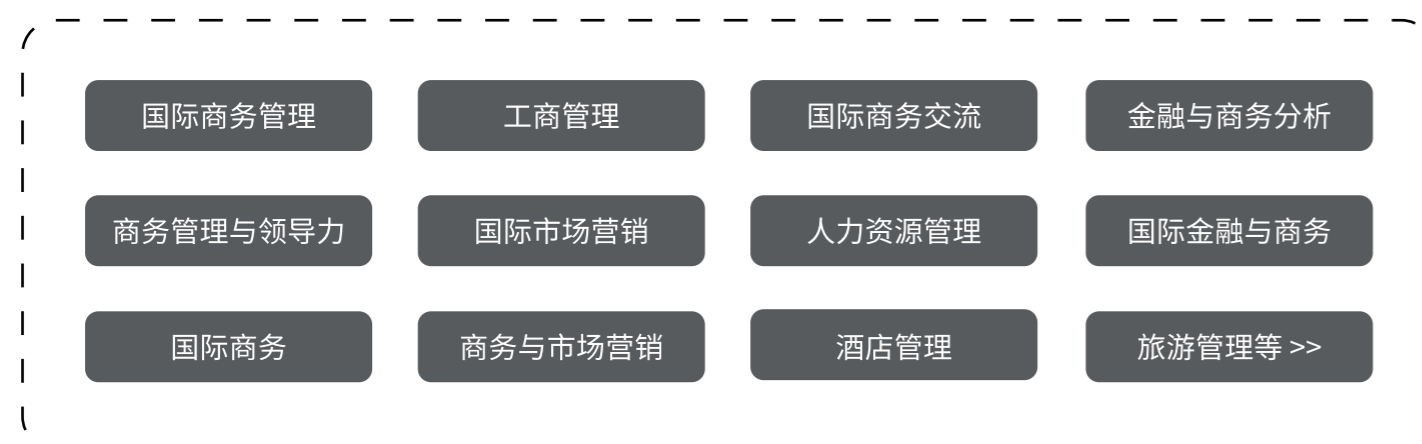 国际商务管理
工商管理
国际商务交流
金融与商务分析
商务管理与领导力
国际市场营销
人力资源管理
国际金融与商务
国际商务
商务与市场营销
酒店管理
旅游管理等 >>